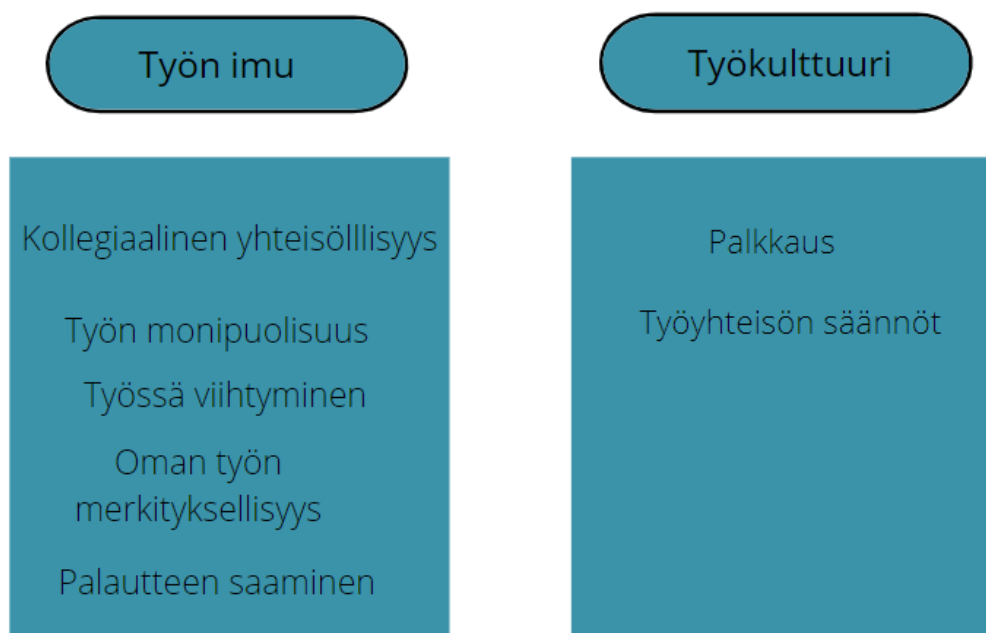 Työn imu
Kollegiaalinen yhteisölllisyys
Työn monipuolisuus
Työssä viihtyminen
Oman työn
merkityksellisyys
Palautteen saaminen
Työkulttuuri
Palkkaus
Työyhteisön säännöt